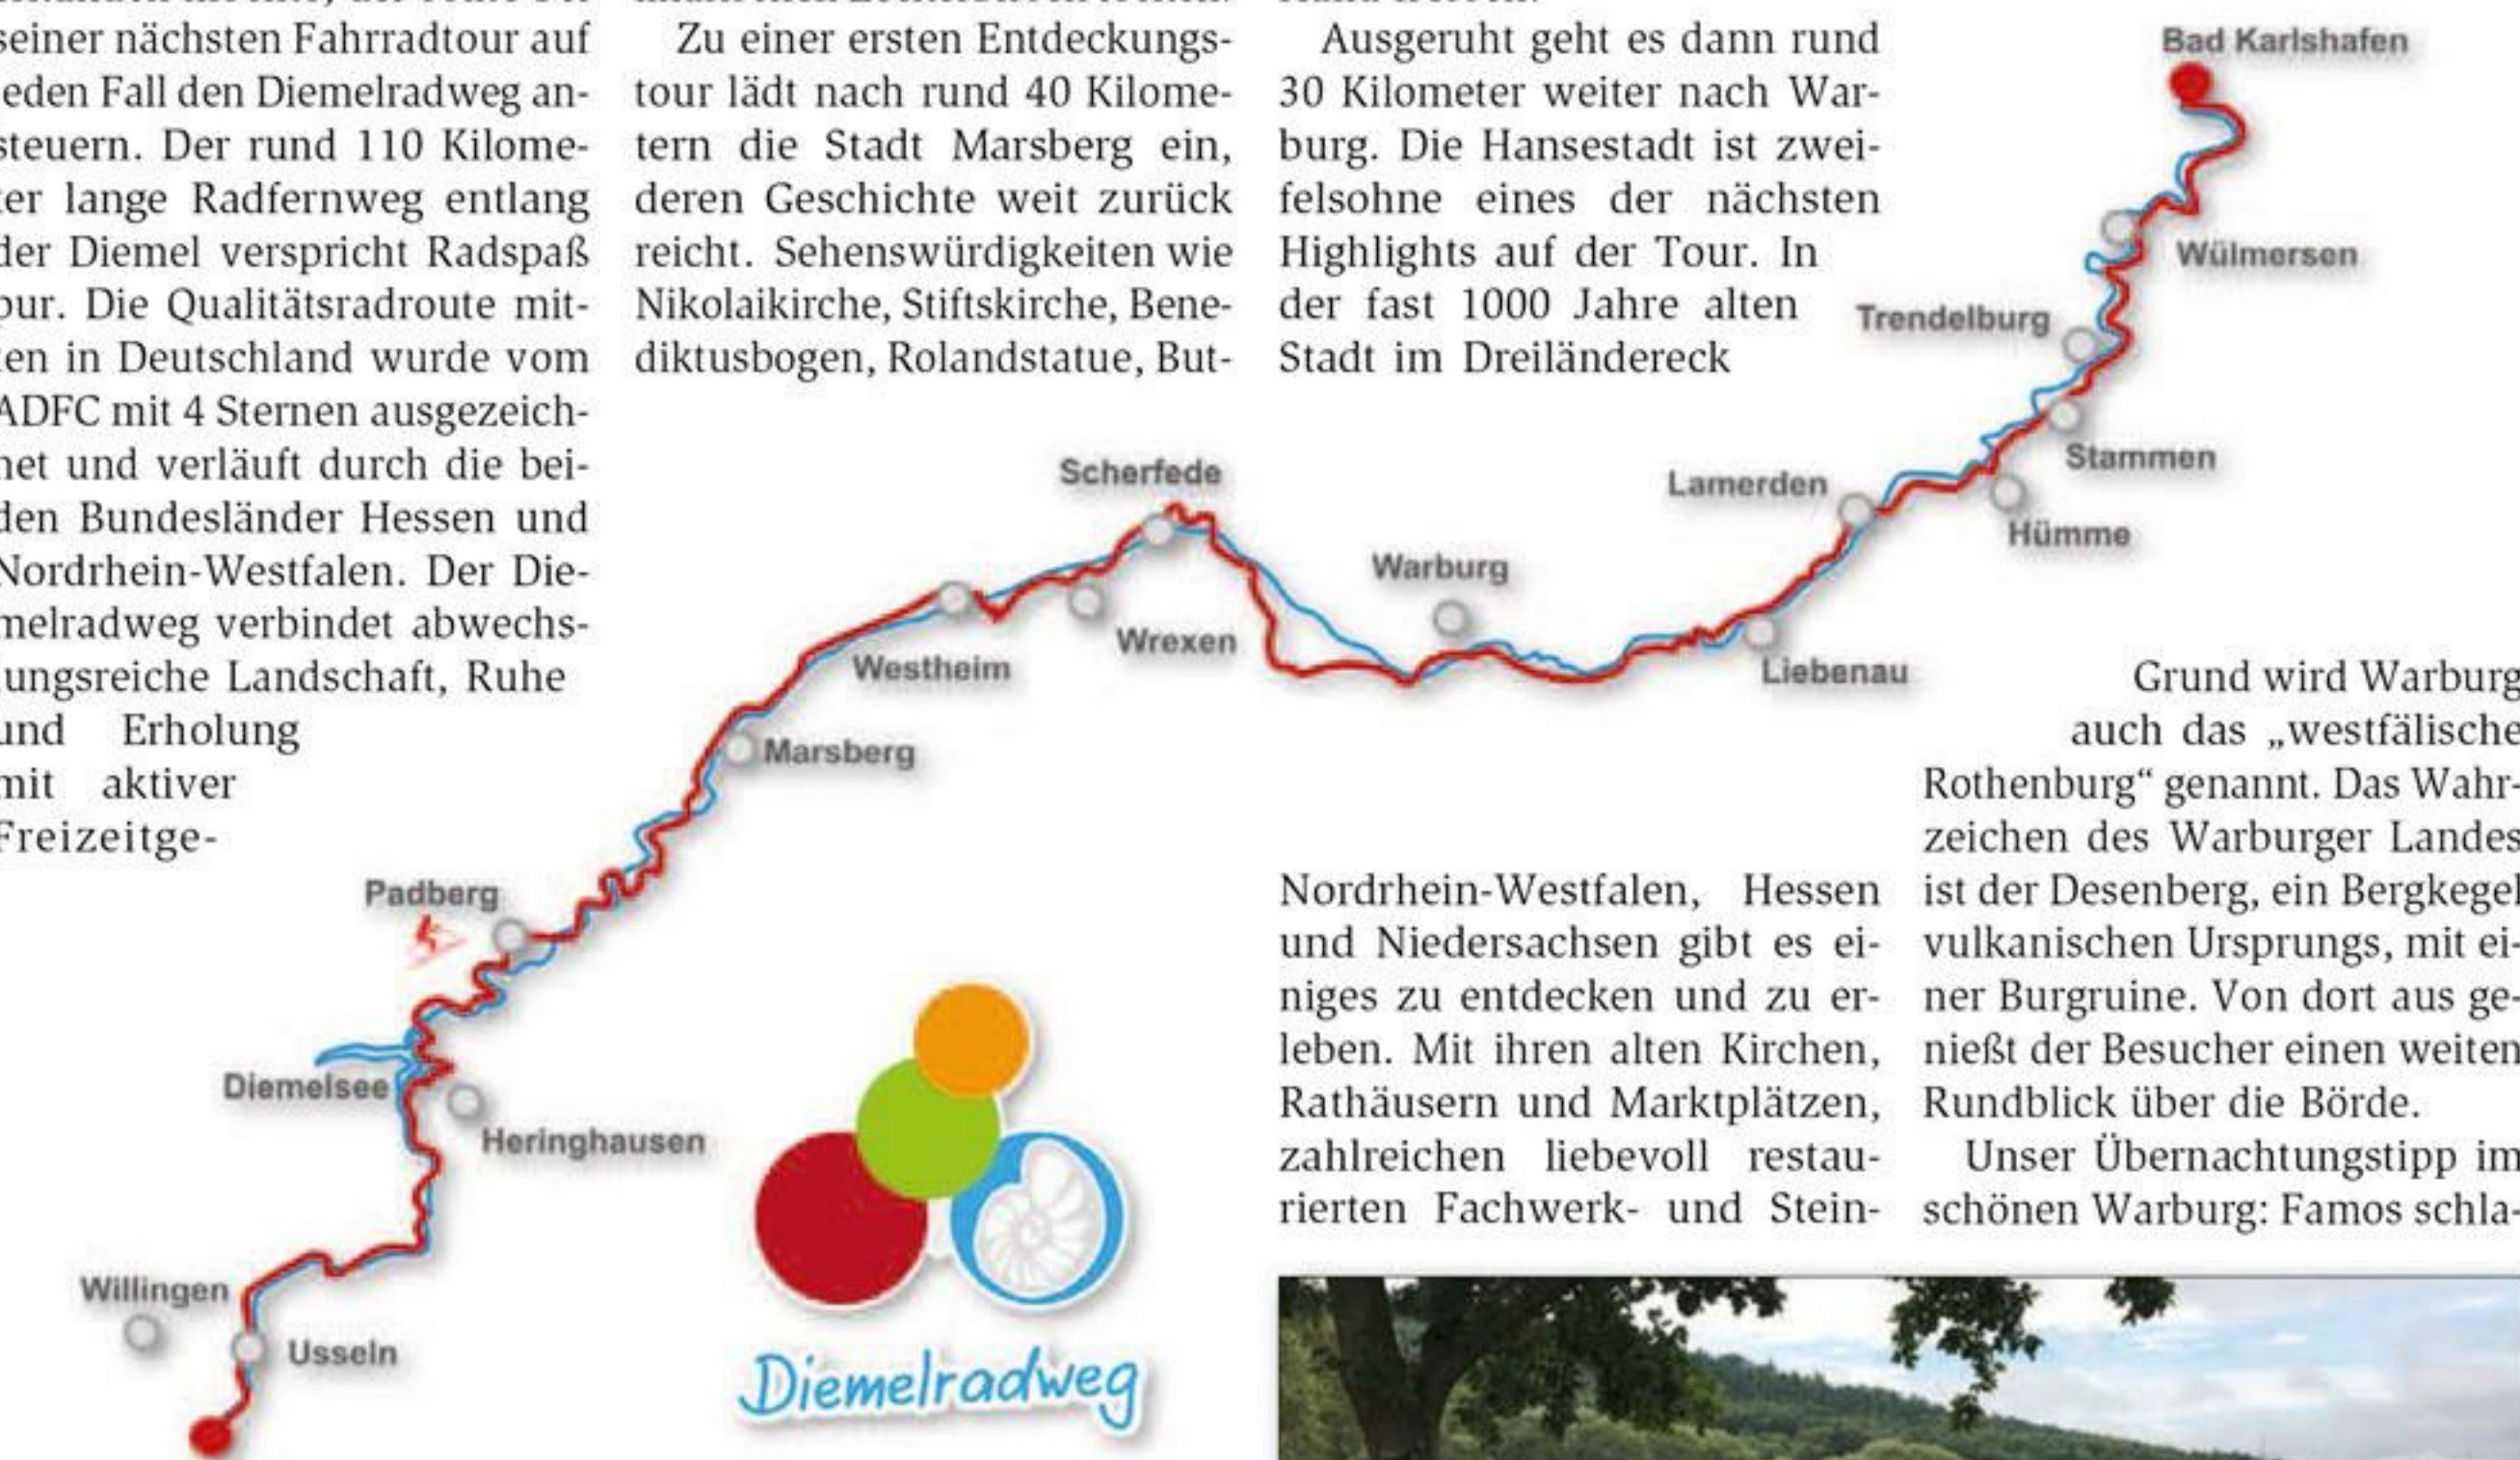 seiner nächsten Fahrradtour auf
jeden Fall den Diemelradweg an-
steuern. Der rund 110 Kilome-
ter lange Radfernweg entlang
der Diemel verspricht Radspaß
pur. Die Qualitätsradroute mit-
ten in Deutschland wurde vom
ADFC mit 4 Sternen ausgezeich-
net und verläuft durch die bei-
den Bundesländer Hessen und
Nordrhein-Westfalen. Der Die-
melradweg verbindet abwechs-
lungsreiche Landschaft, Ruhe
und Erholung
mit aktiver
Freizeitge-
Zu einer ersten Entdeckungs-
tour lädt nach rund 40 Kilome-
tern die Stadt Marsberg ein,
deren Geschichte weit zurück
reicht. Sehenswürdigkeiten wie
Nikolaikirche, Stiftskirche, Bene-
diktusbogen, Rolandstatue, But-
Ausgeruht geht es dann rund
30 Kilometer weiter nach War-
burg. Die Hansestadt ist zwei-
felsohne eines der nächsten
Highlights auf der Tour. In
der fast 1000 Jahre alten
Stadt im Dreiländereck
Nordrhein-Westfalen, Hessen
und Niedersachsen gibt es ei-
niges zu entdecken und zu er-
leben. Mit ihren alten Kirchen,
Rathäusern und Marktplätzen,
zahlreichen liebevoll restau-
rierten Fachwerk- und Stein-
Grund wird Warburg
auch das „westfälische
Rothenburg“ genannt. Das Wahr-
zeichen des Warburger Landes
ist der Desenberg, ein Bergkegel
vulkanischen Ursprungs, mit ei-
ner Burgruine. Von dort aus ge-
nießt der Besucher einen weiten
Rundblick über die Börde.
Unser Übernachtungstipp im
schönen Warburg: Famos schla-
Bad Karlshafen
Wülmersen
Trendelburg
Stammen
Hümme
Lamerden
Liebenau
Warburg
Scherfede
Wrexen
Westheim
Marsberg
Padberg
Diemelsee
Heringhausen
Willingen
Usseln
Diemelradweg